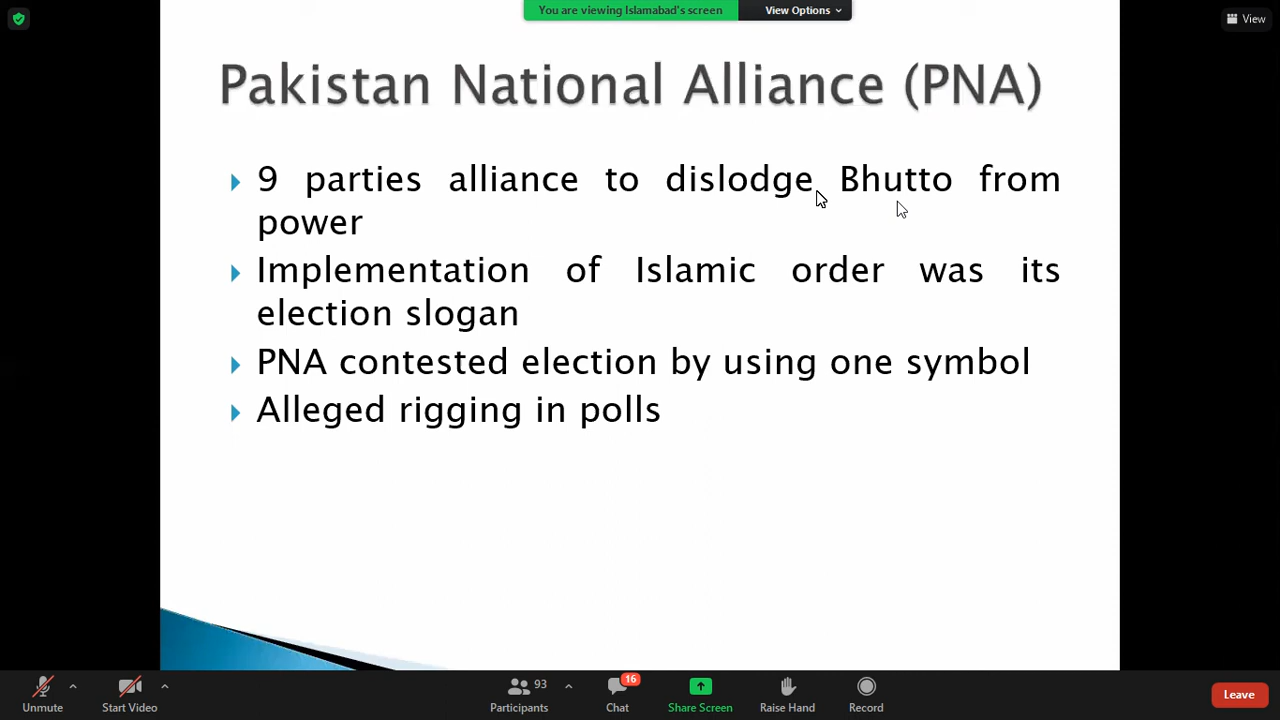 You are viewing Islamabad's screen View Options
View
Pakistan National Alliance (PNA)
9 parties alliance to dislodge Bhutto from
power
Implementation of Islamic order was its
election slogan
PNA contested election by using one symbol
Alleged rigging in polls
93 16
Unmute Start Video Participants Chat Share Screen Raise Hand Record Leave